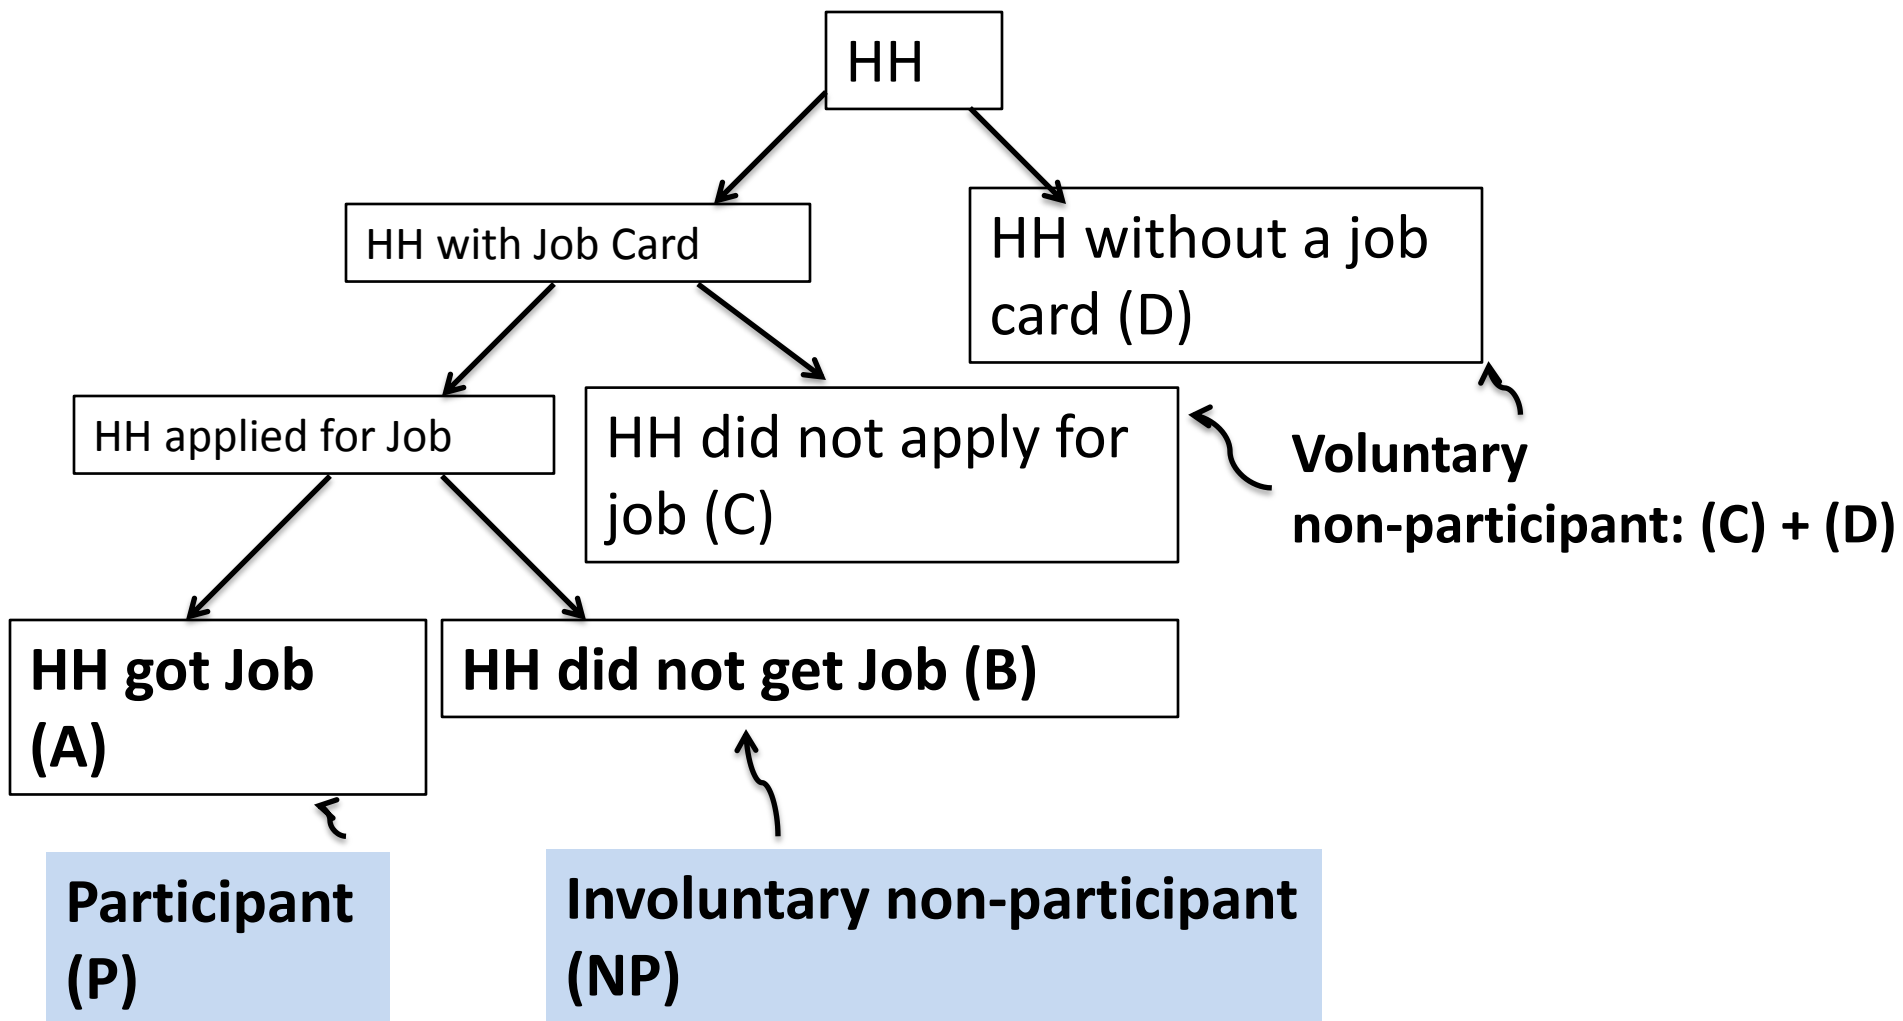 HH
HH with Job Card
HH without a job
card (D)
HH applied for Job
HH did not apply for
job (C)
Voluntary
non-participant: (C) + (D)
HH got Job
(A)
HH did not get Job (B)
Participant
(P)
Involuntary non-participant
(NP)